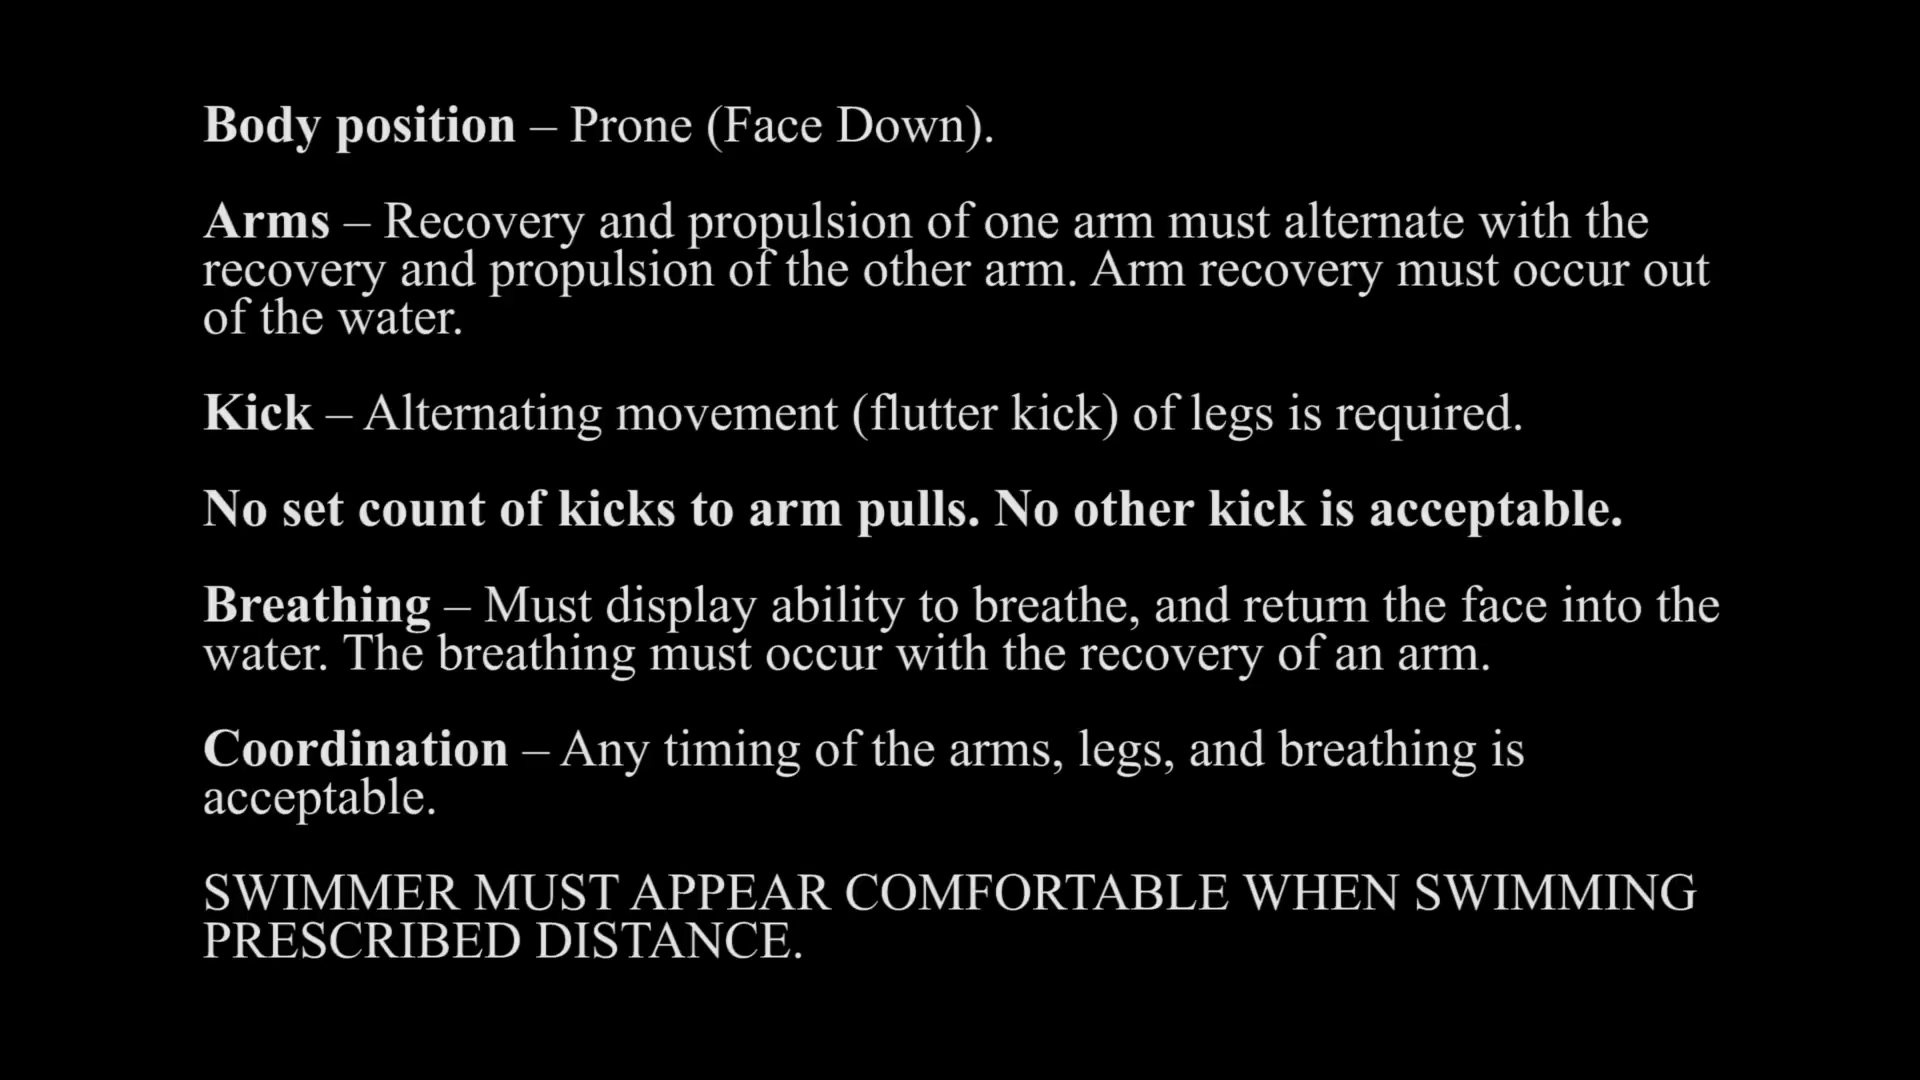 Body position – Prone (Face Down).
Arms – Recovery and propulsion of one arm must alternate with the
recovery and propulsion of the other arm. Arm recovery must occur out
of the water.
Kick – Alternating movement (flutter kick) of legs is required.
No set count of kicks to arm pulls. No other kick is acceptable.
Breathing – Must display ability to breathe, and return the face into the
water. The breathing must occur with the recovery of an arm.
Coordination – Any timing of the arms, legs, and breathing is
acceptable.
SWIMMER MUST APPEAR COMFORTABLE WHEN SWIMMING
PRESCRIBED DISTANCE.